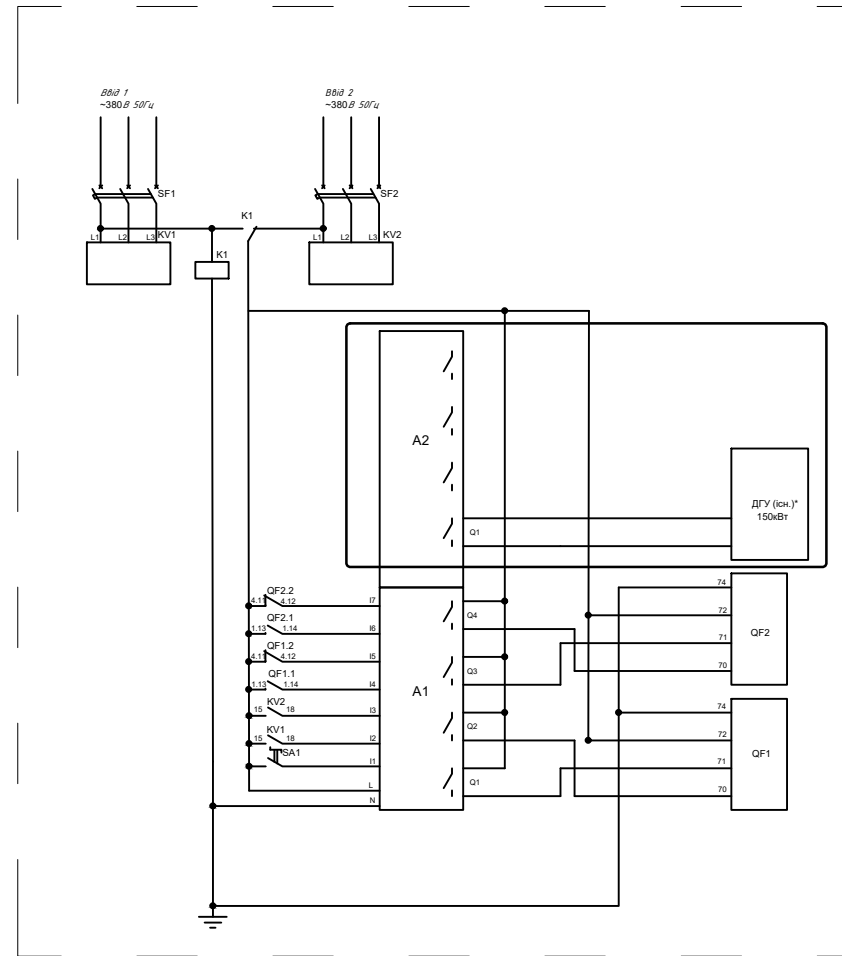 Ввід 1
~380В 50Гц
Ввід 2
~380В 50Гц
SF1
SF2
K1
L1 L2 L3 KV1
K1
L1 L2 L3 KV2
A2
ДГУ (існ.)*
150кВт
Q1
QF2.2
4.11 4.12 I7
QF2.1
1.13 1.14 I6
QF1.2
4.11 4.12 I5
QF1.1
1.13 1.14 I4
KV2
15 18 I3
KV1
15 18 I2
SA1
I1
L
N
A1
Q4
Q3
Q2
Q1
74
72
71
70
QF2
74
72
71
70
QF1